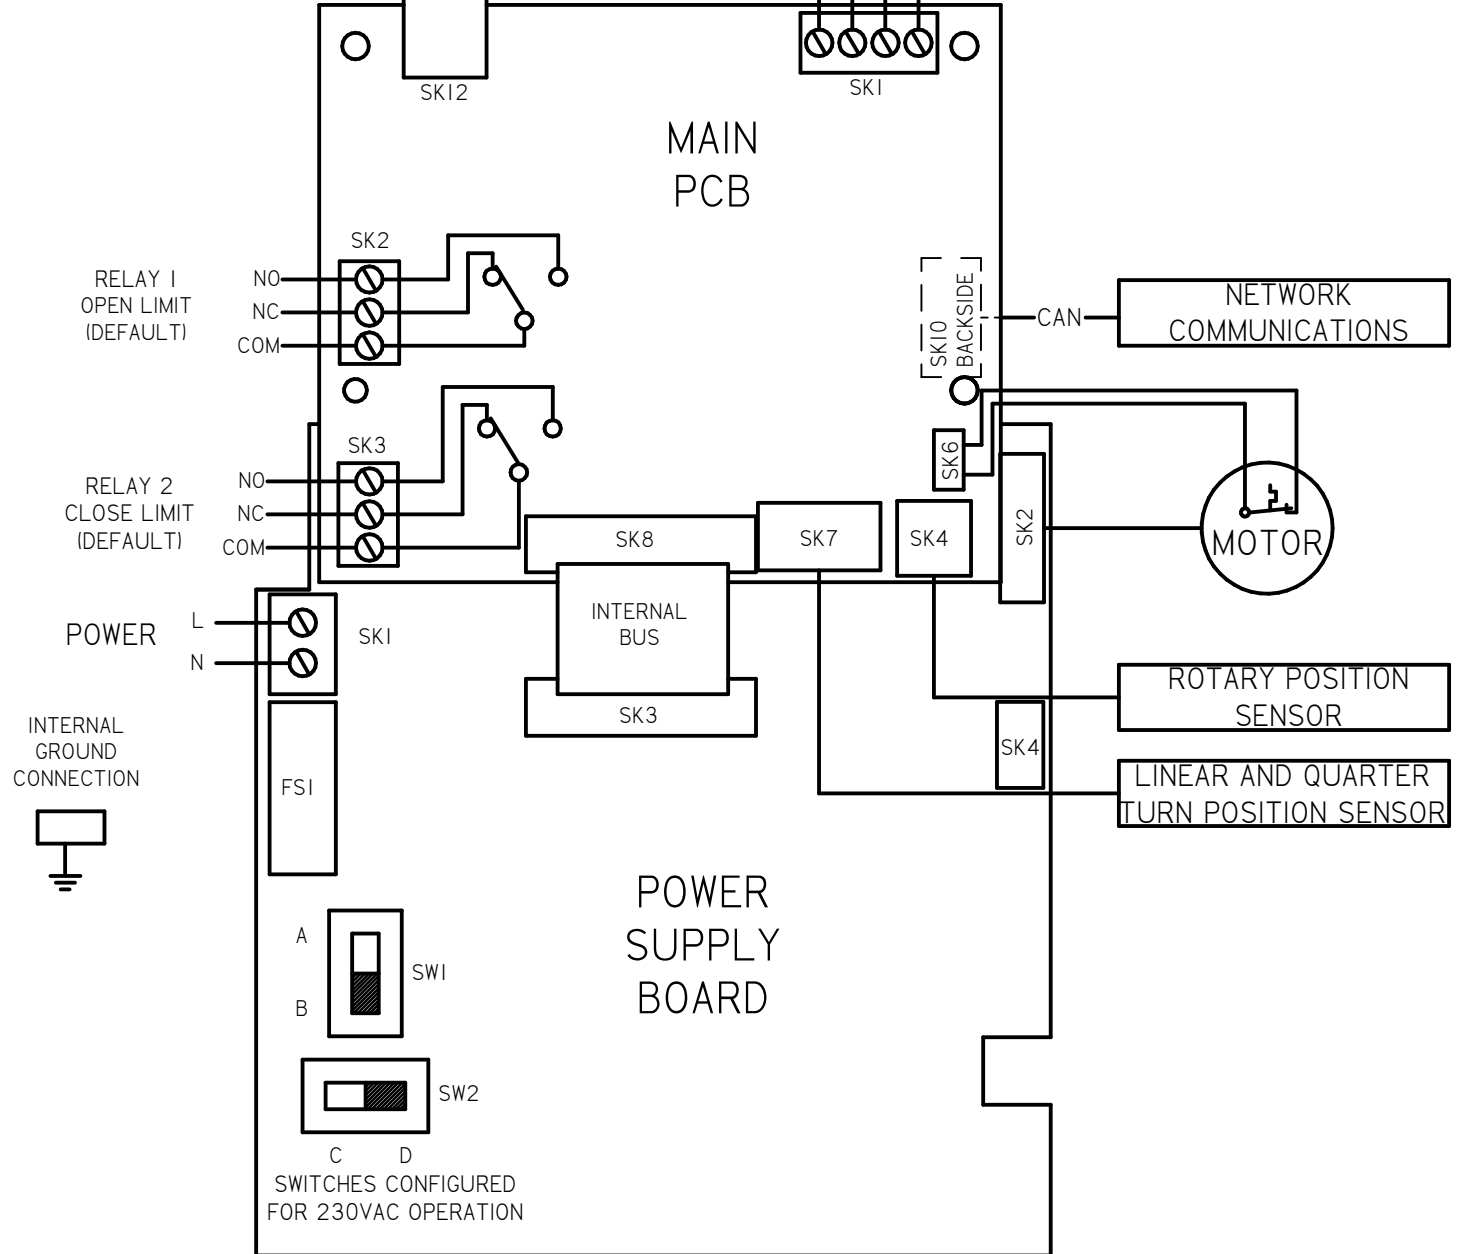 SK12
SK1
MAIN
PCB
SK2
RELAY 1
OPEN LIMIT
(DEFAULT)
NO
NC
COM
SK10
BACKSIDE
CAN
NETWORK
COMMUNICATIONS
SK3
RELAY 2
CLOSE LIMIT
(DEFAULT)
NO
NC
COM
SK6
SK8
SK7
SK4
SK2
MOTOR
POWER
L
N
SK1
INTERNAL
BUS
SK3
ROTARY POSITION
SENSOR
SK4
LINEAR AND QUARTER
TURN POSITION SENSOR
INTERNAL
GROUND
CONNECTION
FS1
POWER
SUPPLY
BOARD
A
B
SW1
SW2
C D
SWITCHES CONFIGURED
FOR 230VAC OPERATION